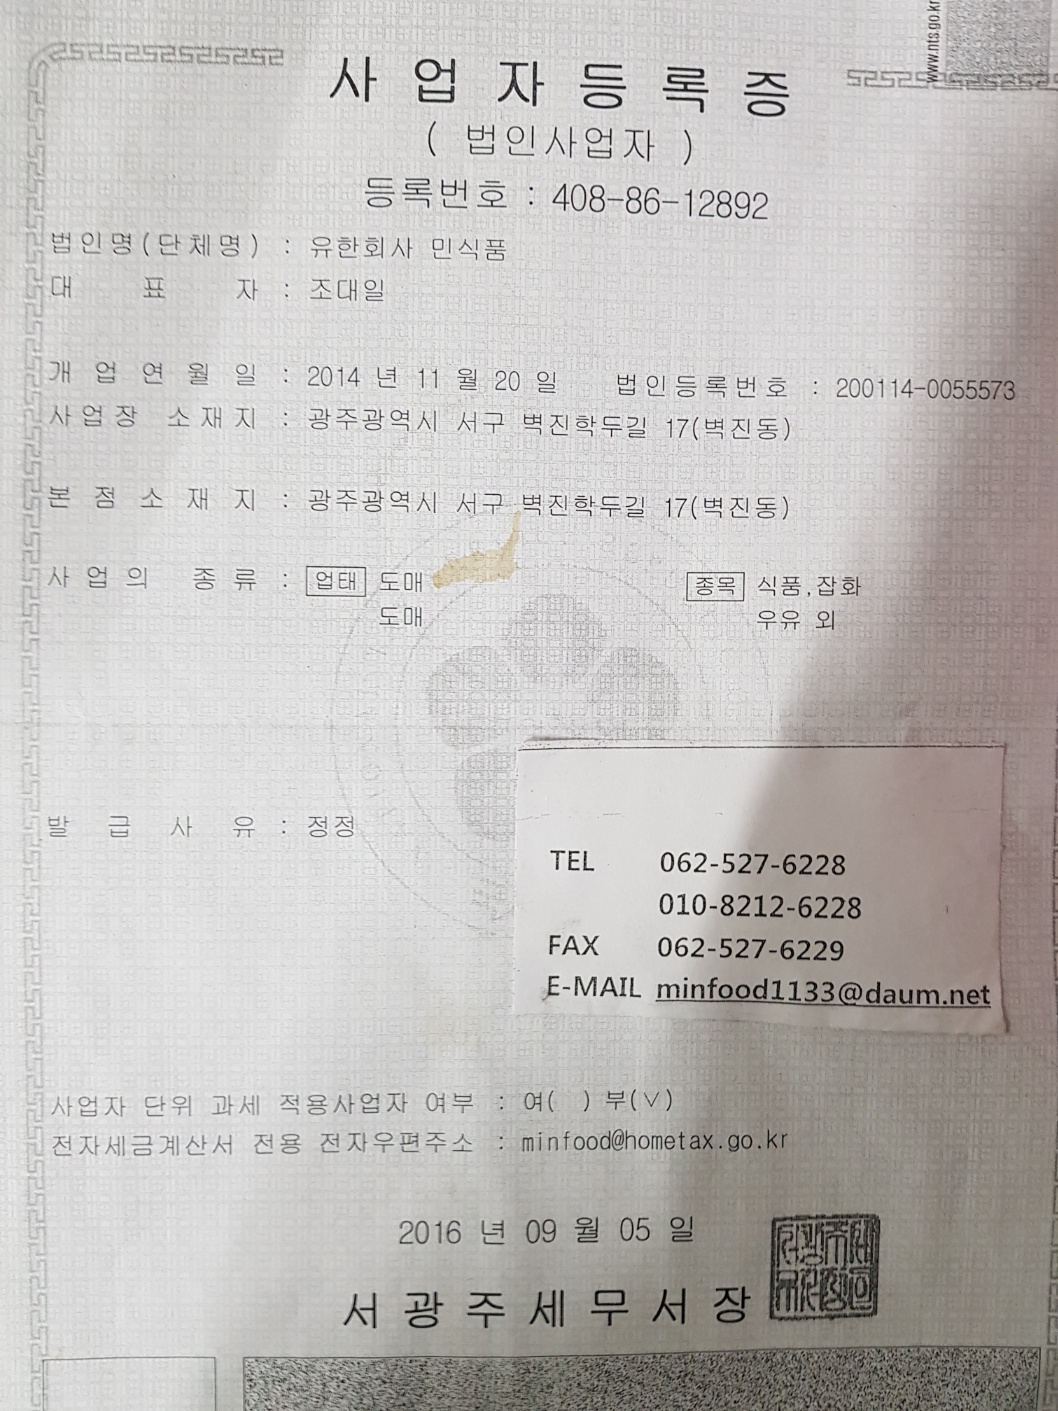 www.nts.go.kr
사업자등록증
( 법인사업자 )
등록번호 : 408-86-12892
법인명(단체명) : 유한회사 민식품
대 표 자 : 조대일
개 업 연 월 일 : 2014 년 11 월 20 일 법인등록번호 : 200114-0055573
사업장 소재지 : 광주광역시 서구 벽진학두길 17(벽진동)
본 점 소 재 지 : 광주광역시 서구 벽진학두길 17(벽진동)
사업의 종류 : 업태 도매 종목 식품,잡화
도매 우유 외
발 급 사 유 : 정정
TEL 062-527-6228
010-8212-6228
FAX 062-527-6229
E-MAIL minfood1133@daum.net
사업자 단위 과세 적용사업자 여부 : 여( ) 부(∨)
전자세금계산서 전용 전자우편주소 : minfood@hometax.go.kr
2016 년 09 월 05 일
서광주세무서장